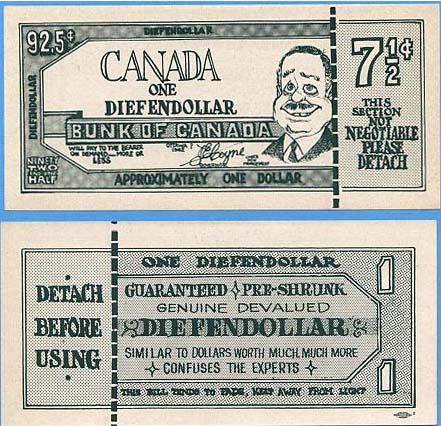 92.5¢
DIEFENDOLLAR
DIEFENDOLLAR
CANADA
ONE
DIEFENDOLLAR
BUNK OF CANADA
WILL PAY TO THE BEARER
ON DEMAND... MORE OR
LESS
OTTAWA
1962
Coyne
NINETY
TWO
AND ONE
HALF
APPROXIMATELY ONE DOLLAR
7½¢
THIS
SECTION
NOT
NEGOTIABLE
PLEASE
DETACH
DETACH
BEFORE
USING
ONE DIEFENDOLLAR
GUARANTEED PRE-SHRUNK
GENUINE DEVALUED
DIEFENDOLLAR
SIMILAR TO DOLLARS WORTH MUCH, MUCH MORE
CONFUSES THE EXPERTS
THIS BILL TENDS TO FADE, KEEP AWAY FROM LIGHT
1
1